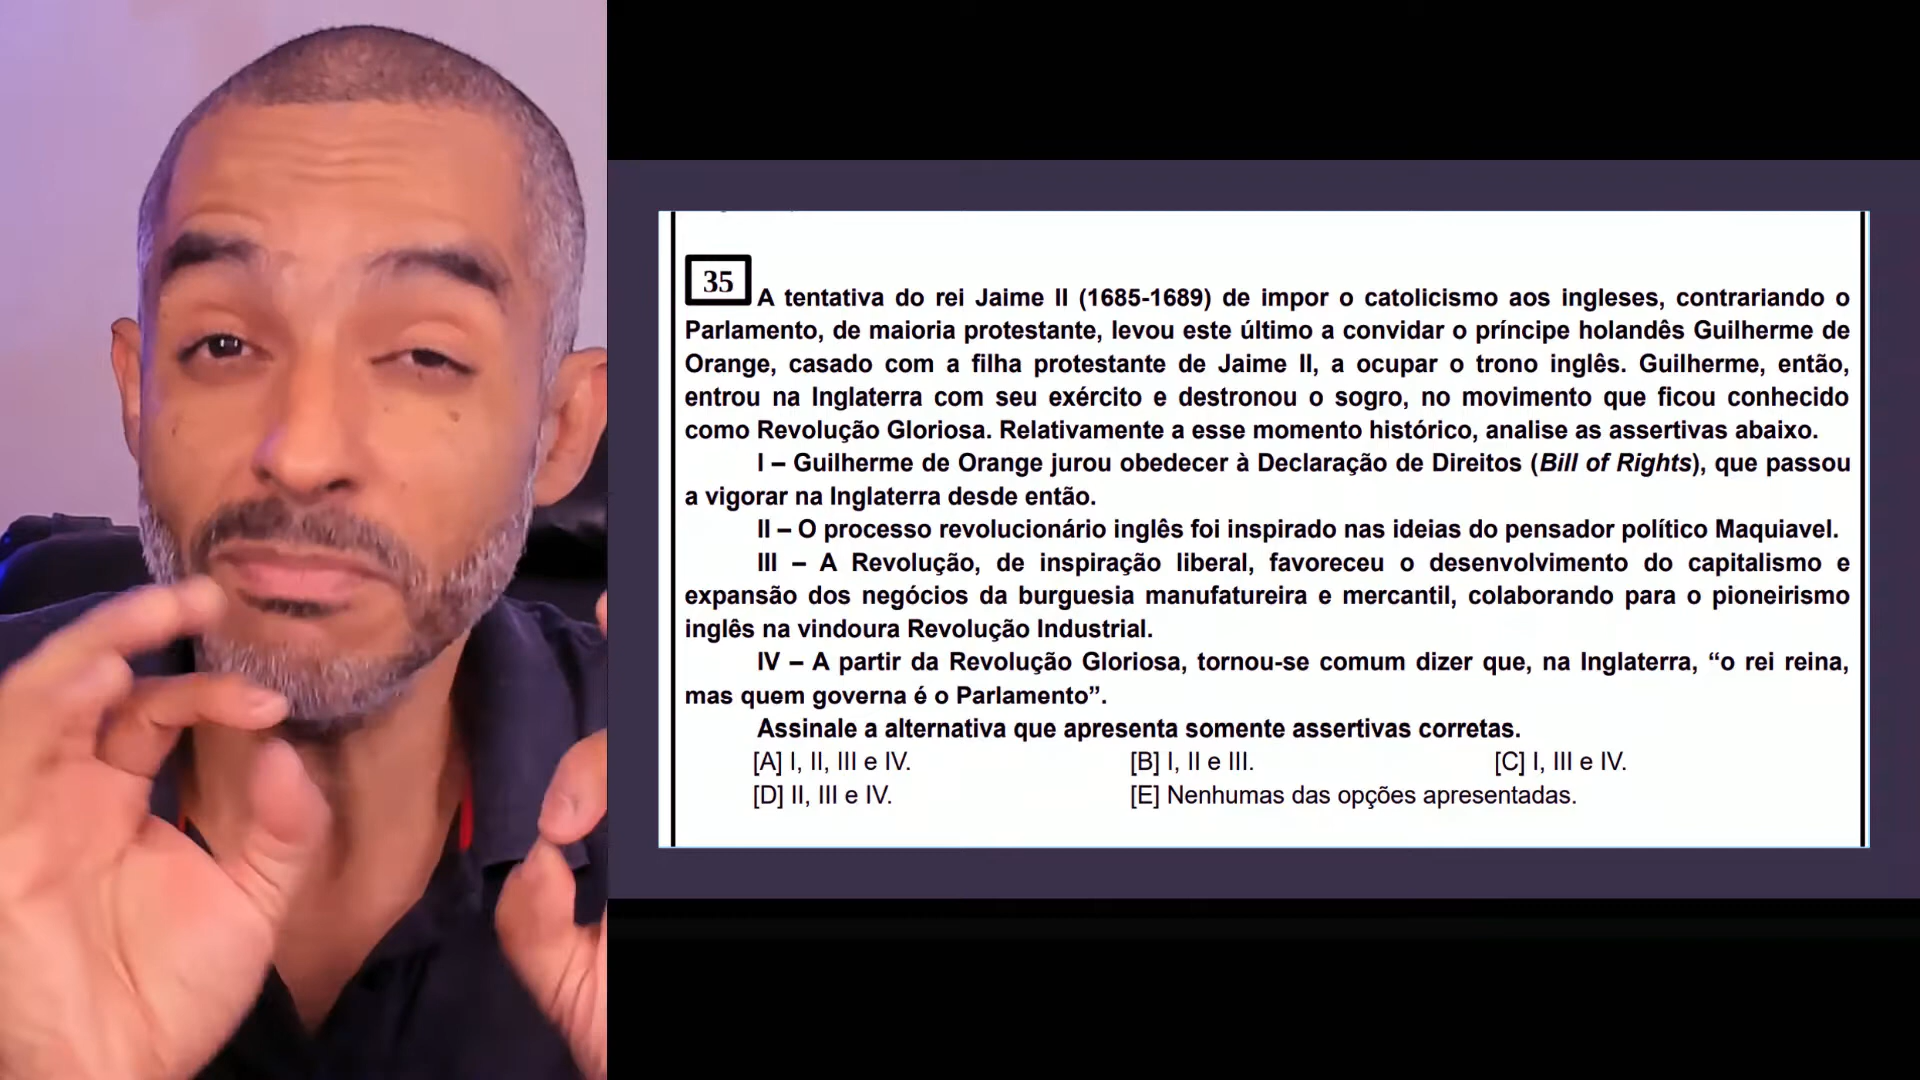 35
A tentativa do rei Jaime II (1685-1689) de impor o catolicismo aos ingleses, contrariando o
Parlamento, de maioria protestante, levou este último a convidar o príncipe holandês Guilherme de
Orange, casado com a filha protestante de Jaime II, a ocupar o trono inglês. Guilherme, então,
entrou na Inglaterra com seu exército e destronou o sogro, no movimento que ficou conhecido
como Revolução Gloriosa. Relativamente a esse momento histórico, analise as assertivas abaixo.
I – Guilherme de Orange jurou obedecer à Declaração de Direitos (Bill of Rights), que passou
a vigorar na Inglaterra desde então.
II – O processo revolucionário inglês foi inspirado nas ideias do pensador político Maquiavel.
III – A Revolução, de inspiração liberal, favoreceu o desenvolvimento do capitalismo e
expansão dos negócios da burguesia manufatureira e mercantil, colaborando para o pioneirismo
inglês na vindoura Revolução Industrial.
IV – A partir da Revolução Gloriosa, tornou-se comum dizer que, na Inglaterra, “o rei reina,
mas quem governa é o Parlamento”.
Assinale a alternativa que apresenta somente assertivas corretas.
[A] I, II, III e IV. [B] I, II e III. [C] I, III e IV.
[D] II, III e IV. [E] Nenhumas das opções apresentadas.